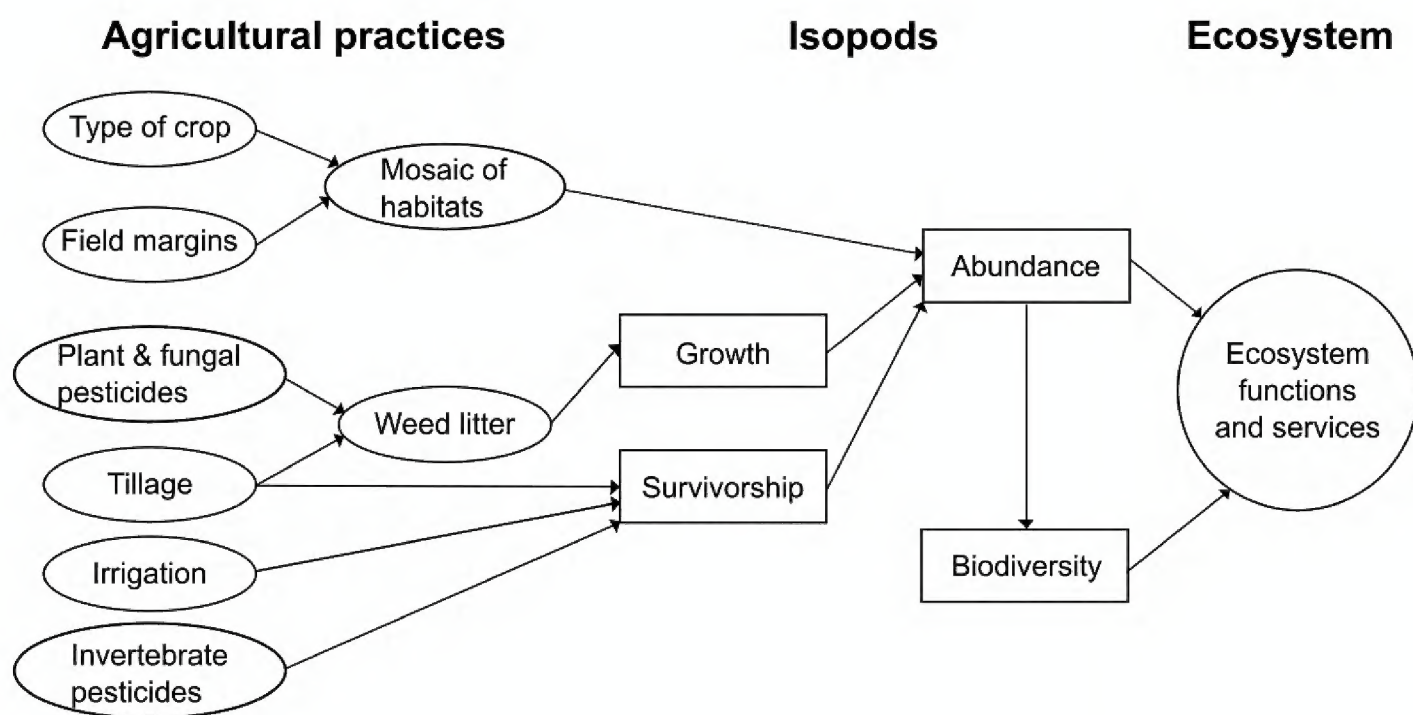 Agricultural practices
Isopods
Ecosystem
Type of crop
Mosaic of
habitats
Field margins
Abundance
Plant & fungal
pesticides
Growth
Ecosystem
functions
and services
Weed litter
Tillage
Survivorship
Irrigation
Biodiversity
Invertebrate
pesticides